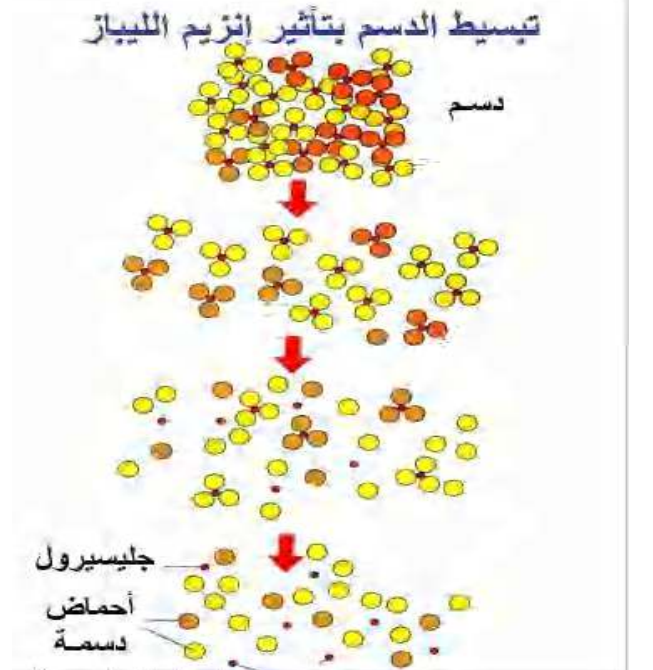 تبسيط الدسم بتأثير إنزيم الليباز
دسم
جليسيرول
أحماض
دسمة